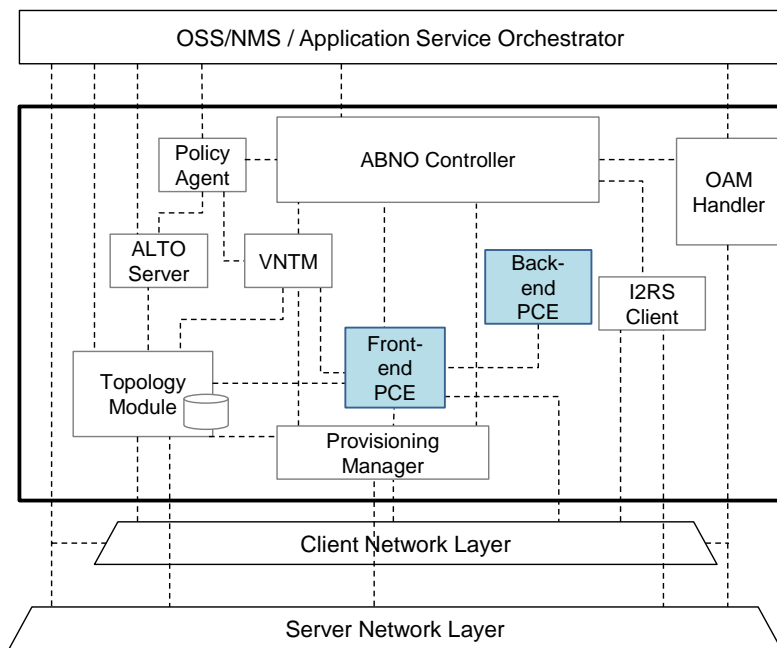 OSS/NMS / Application Service Orchestrator
Policy
Agent
ABNO Controller
OAM
Handler
ALTO
Server
VNTM
Back-
end
PCE
I2RS
Client
Front-
end
PCE
Topology
Module
Provisioning
Manager
Client Network Layer
Server Network Layer